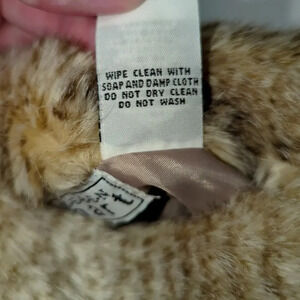 WIPE CLEAN WITH
SOAP AND DAMP CLOTH
DO NOT DRY CLEAN
DO NOT WASH